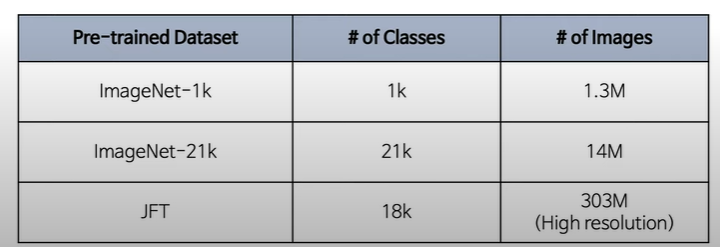 Pre-trained Dataset # of Classes # of Images
ImageNet-1k 1k 1.3M
ImageNet-21k 21k 14M
JFT 18k 303M
(High resolution)